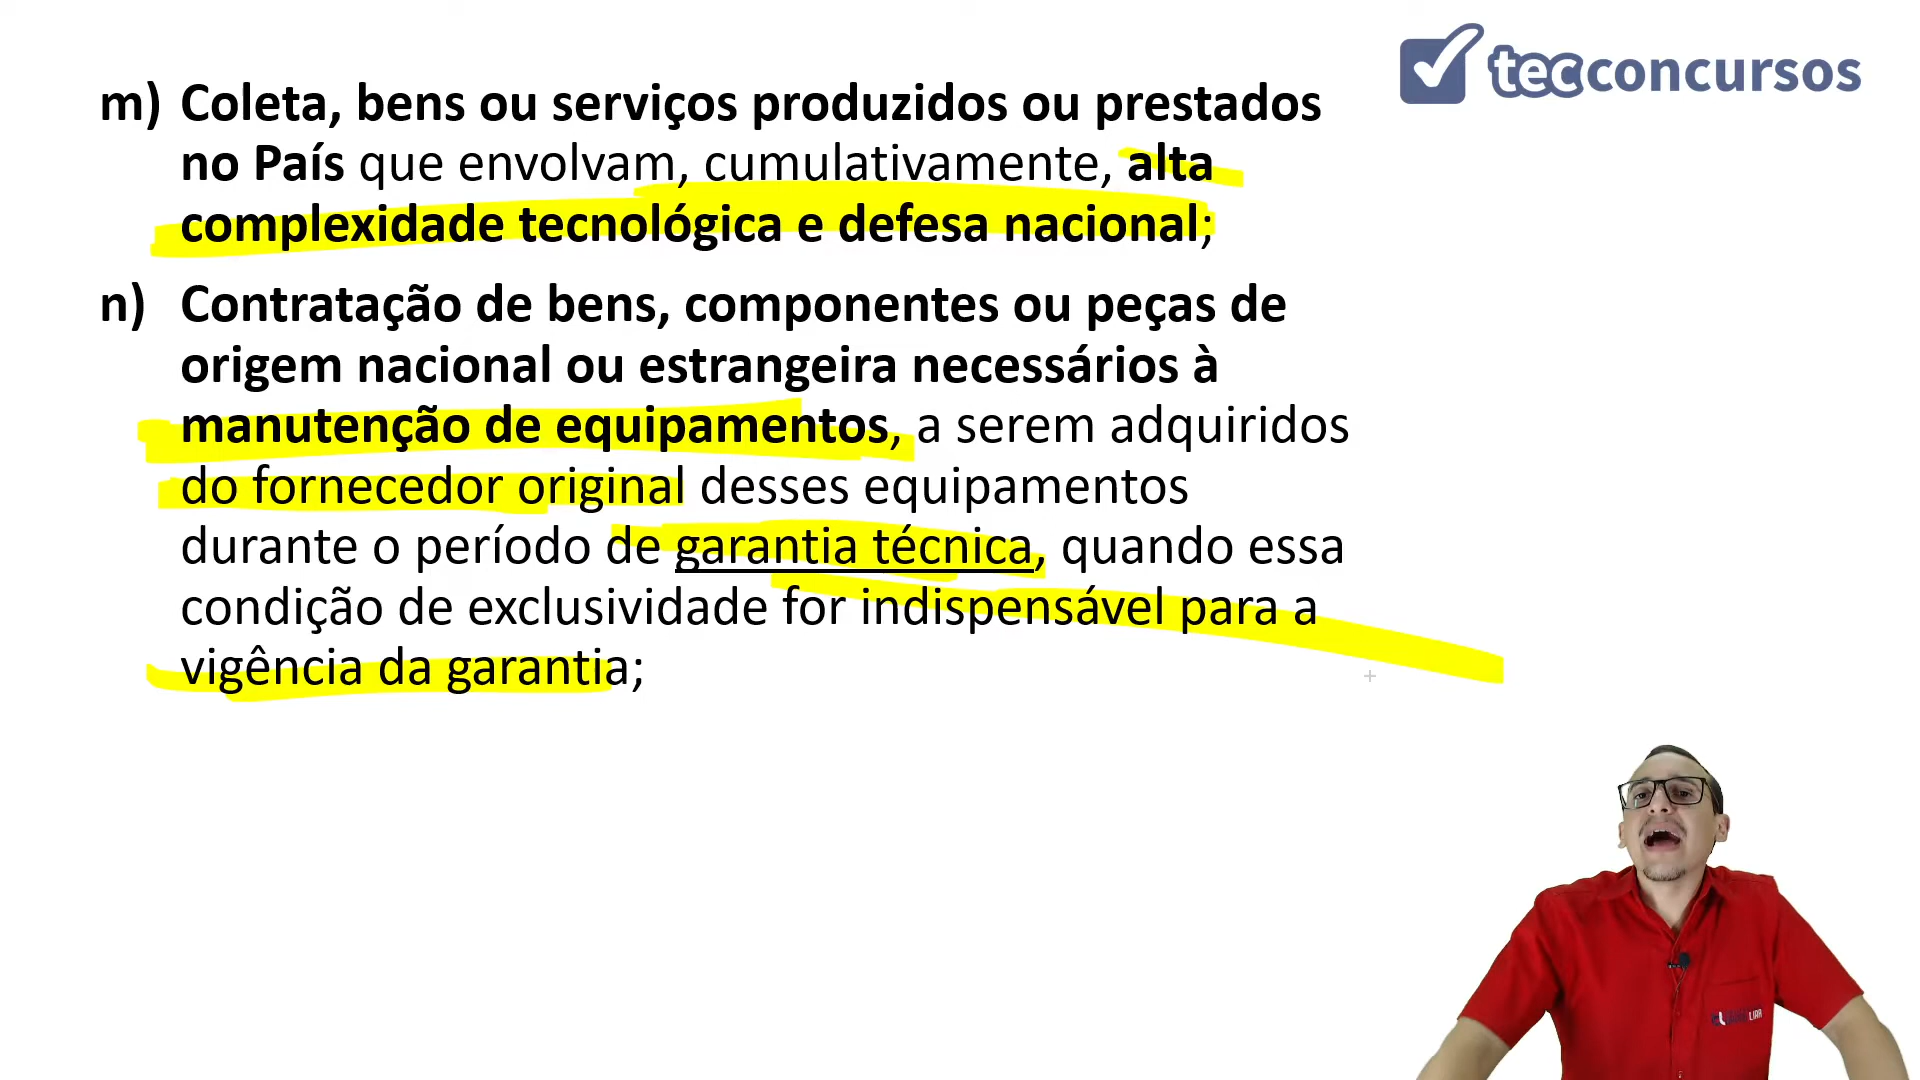 tecconcursos
m) Coleta, bens ou serviços produzidos ou prestados
no País que envolvam, cumulativamente, alta
complexidade tecnológica e defesa nacional;
n) Contratação de bens, componentes ou peças de
origem nacional ou estrangeira necessários à
manutenção de equipamentos, a serem adquiridos
do fornecedor original desses equipamentos
durante o período de garantia técnica, quando essa
condição de exclusividade for indispensável para a
vigência da garantia;